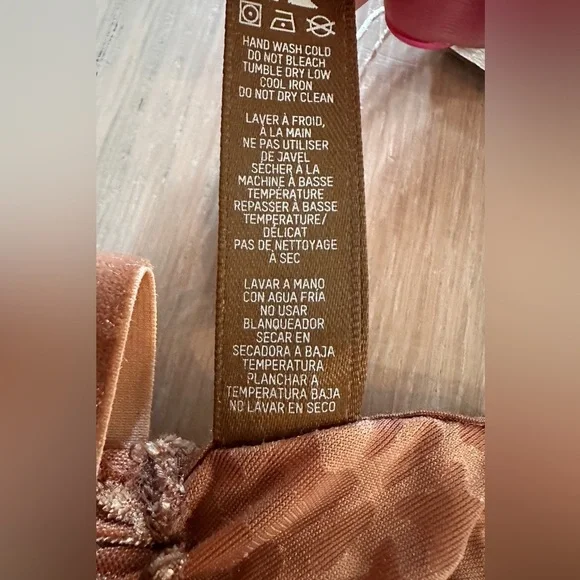 HAND WASH COLD
DO NOT BLEACH
TUMBLE DRY LOW
COOL IRON
DO NOT DRY CLEAN
LAVER À FROID,
À LA MAIN
NE PAS UTILISER
DE JAVEL
SÉCHER À LA
MACHINE À BASSE
TEMPÉRATURE
REPASSER À BASSE
TEMPÉRATURE/
DÉLICAT
PAS DE NETTOYAGE
À SEC
LAVAR A MANO
CON AGUA FRÍA
NO USAR
BLANQUEADOR
SECAR EN
SECADORA A BAJA
TEMPERATURA
PLANCHAR A
TEMPERATURA BAJA
NO LAVAR EN SECO